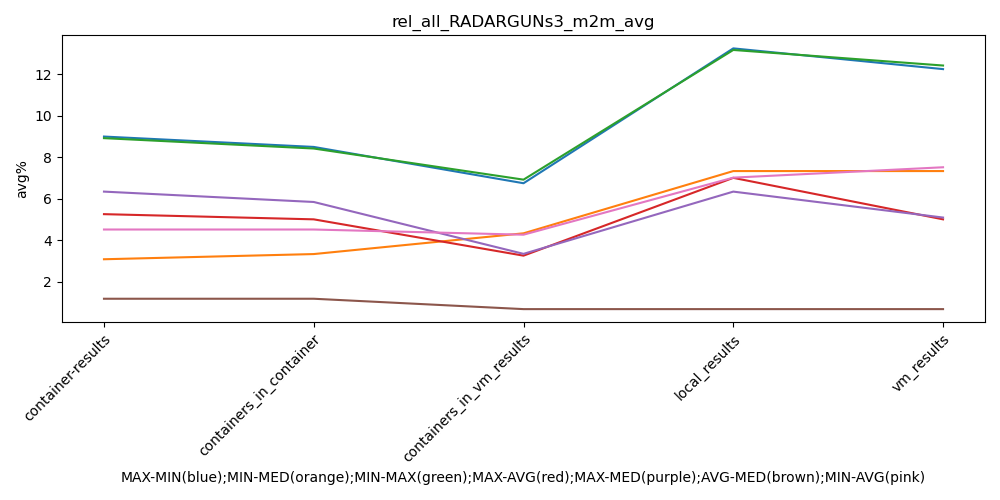 rel_all_RADARGUNs3_m2m_avg
avg%
12
10
8
6
4
2
container-results
containers_in_container
containers_in_vm_results
local_results
vm_results
MAX-MIN(blue);MIN-MED(orange);MIN-MAX(green);MAX-AVG(red);MAX-MED(purple);AVG-MED(brown);MIN-AVG(pink)